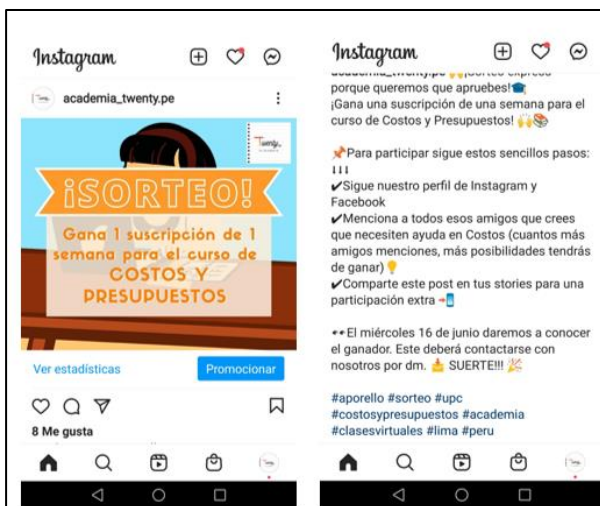 Instagram
academia_twenty.pe
Twenty
¡SORTEO!
Gana 1 suscripción de 1
semana para el curso de
COSTOS Y
PRESUPUESTOS
Ver estadísticas
Promocionar
8 Me gusta
Instagram
academia_twenty.pe 🙌¡Sorteo express
porque queremos que apruebes!🎓
¡Gana una suscripción de una semana para el
curso de Costos y Presupuestos! 🙌📚
📌Para participar sigue estos sencillos pasos:
↓↓↓
✔Sigue nuestro perfil de Instagram y
Facebook
✔Menciona a todos esos amigos que crees
que necesiten ayuda en Costos (cuantos más
amigos menciones, más posibilidades tendrás
de ganar)💡
✔Comparte este post en tus stories para una
participación extra 📲
👀El miércoles 16 de junio daremos a conocer
el ganador. Este deberá contactarse con
nosotros por dm. 📩 SUERTE!!! 🎉
#aporello #sorteo #upc
#costosypresupuestos #academia
#clasesvirtuales #lima #peru